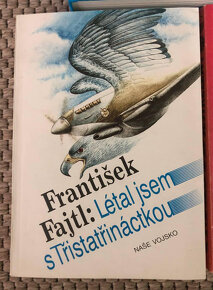 František
Fajtl: Létal jsem
s Třistatřináctkou
NAŠE VOJSKO